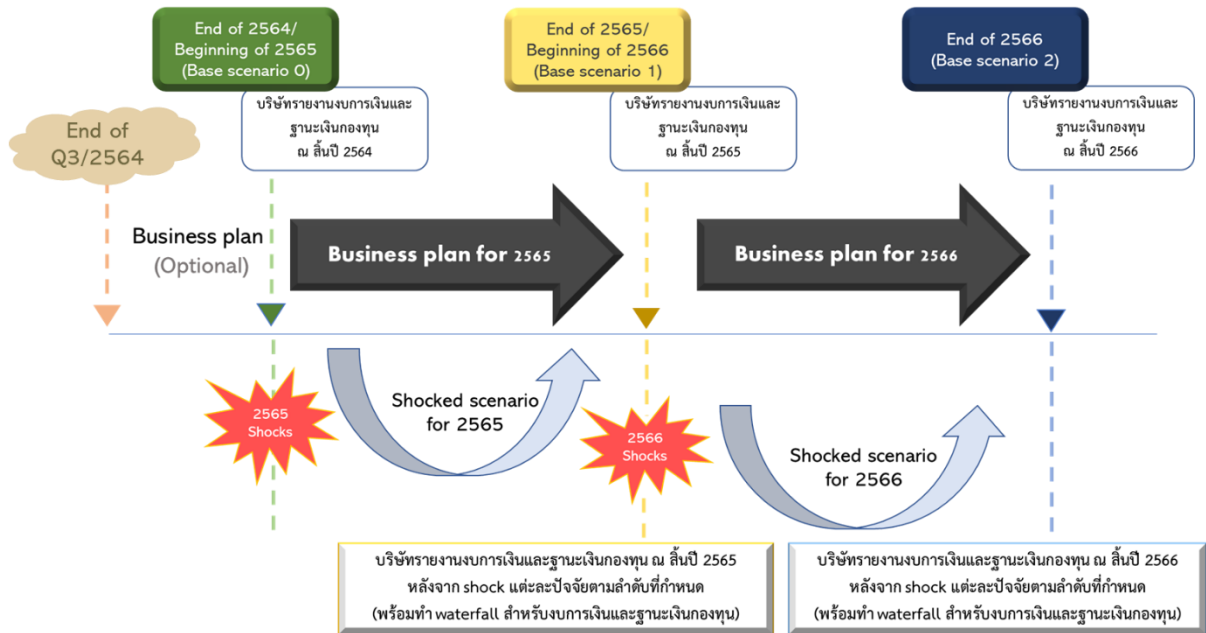 End of 2564/
Beginning of 2565
(Base scenario 0)
End of 2565/
Beginning of 2566
(Base scenario 1)
End of 2566
(Base scenario 2)
บริษัทรายงานงบการเงินและ
ฐานะเงินกองทุน
ณ สิ้นปี 2564
บริษัทรายงานงบการเงินและ
ฐานะเงินกองทุน
ณ สิ้นปี 2565
บริษัทรายงานงบการเงินและ
ฐานะเงินกองทุน
ณ สิ้นปี 2566
End of
Q3/2564
Business plan
(Optional)
Business plan for 2565
Business plan for 2566
2565
Shocks
Shocked scenario
for 2565
2566
Shocks
Shocked scenario
for 2566
บริษัทรายงานงบการเงินและฐานะเงินกองทุน ณ สิ้นปี 2565
หลังจาก shock แต่ละปัจจัยตามลำดับที่กำหนด
(พร้อมทำ waterfall สำหรับงบการเงินและฐานะเงินกองทุน)
บริษัทรายงานงบการเงินและฐานะเงินกองทุน ณ สิ้นปี 2566
หลังจาก shock แต่ละปัจจัยตามลำดับที่กำหนด
(พร้อมทำ waterfall สำหรับงบการเงินและฐานะเงินกองทุน)